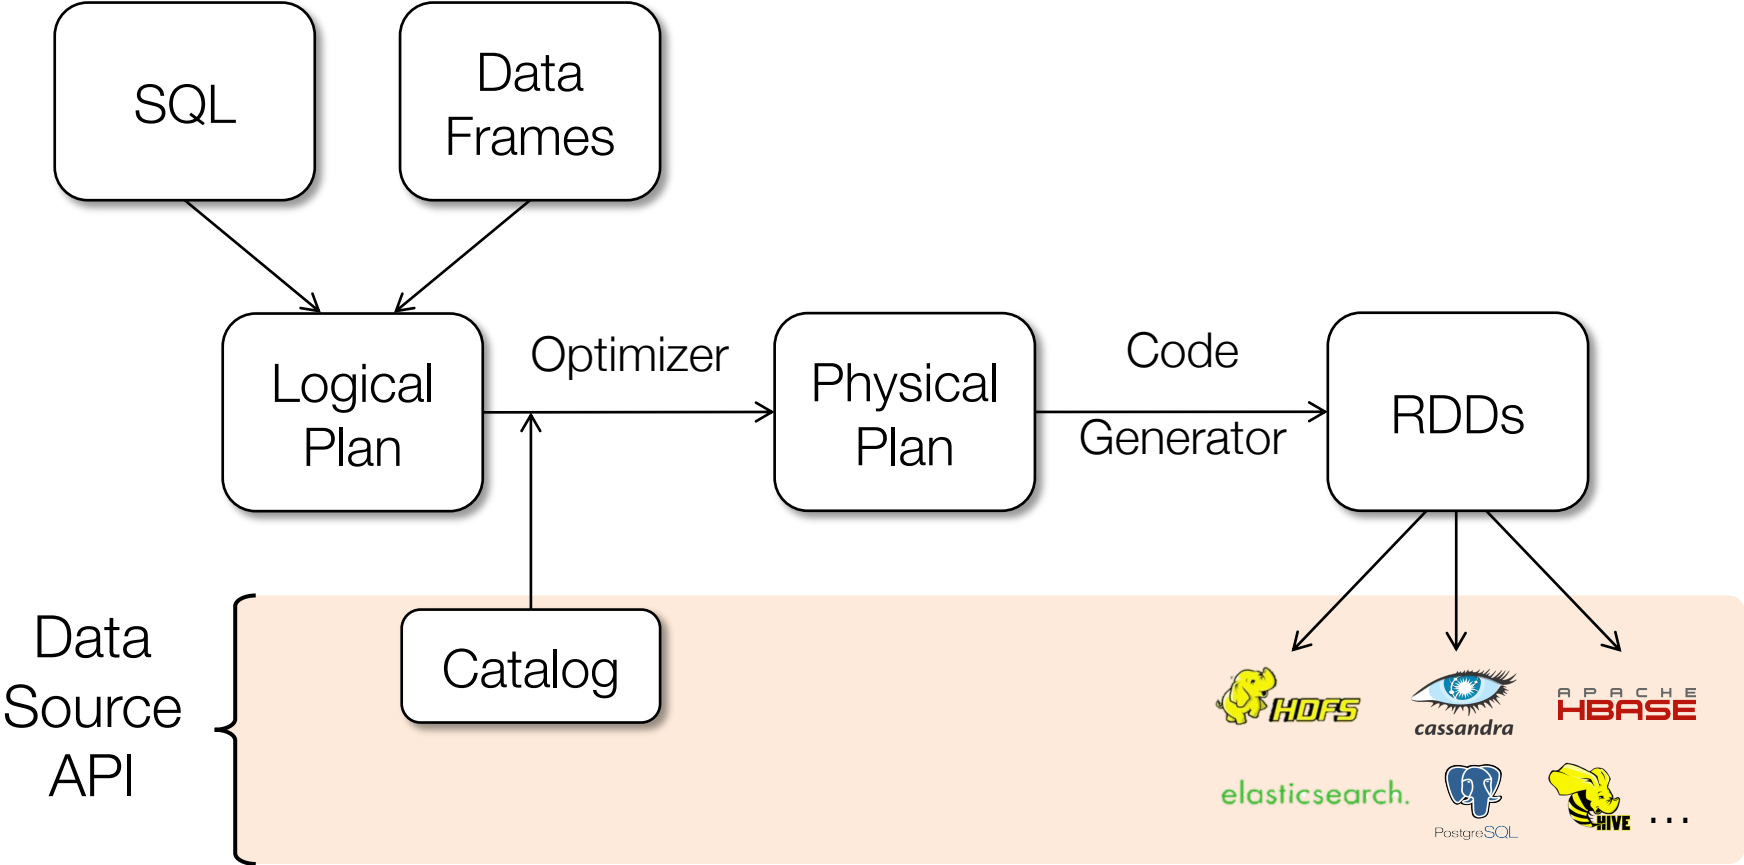 SQL
Data
Frames
Logical
Plan
Optimizer
Physical
Plan
Code
Generator
RDDs
Data
Source
API
Catalog
HDFS
cassandra
APACHE
HBASE
elasticsearch.
PostgreSQL
HIVE
...